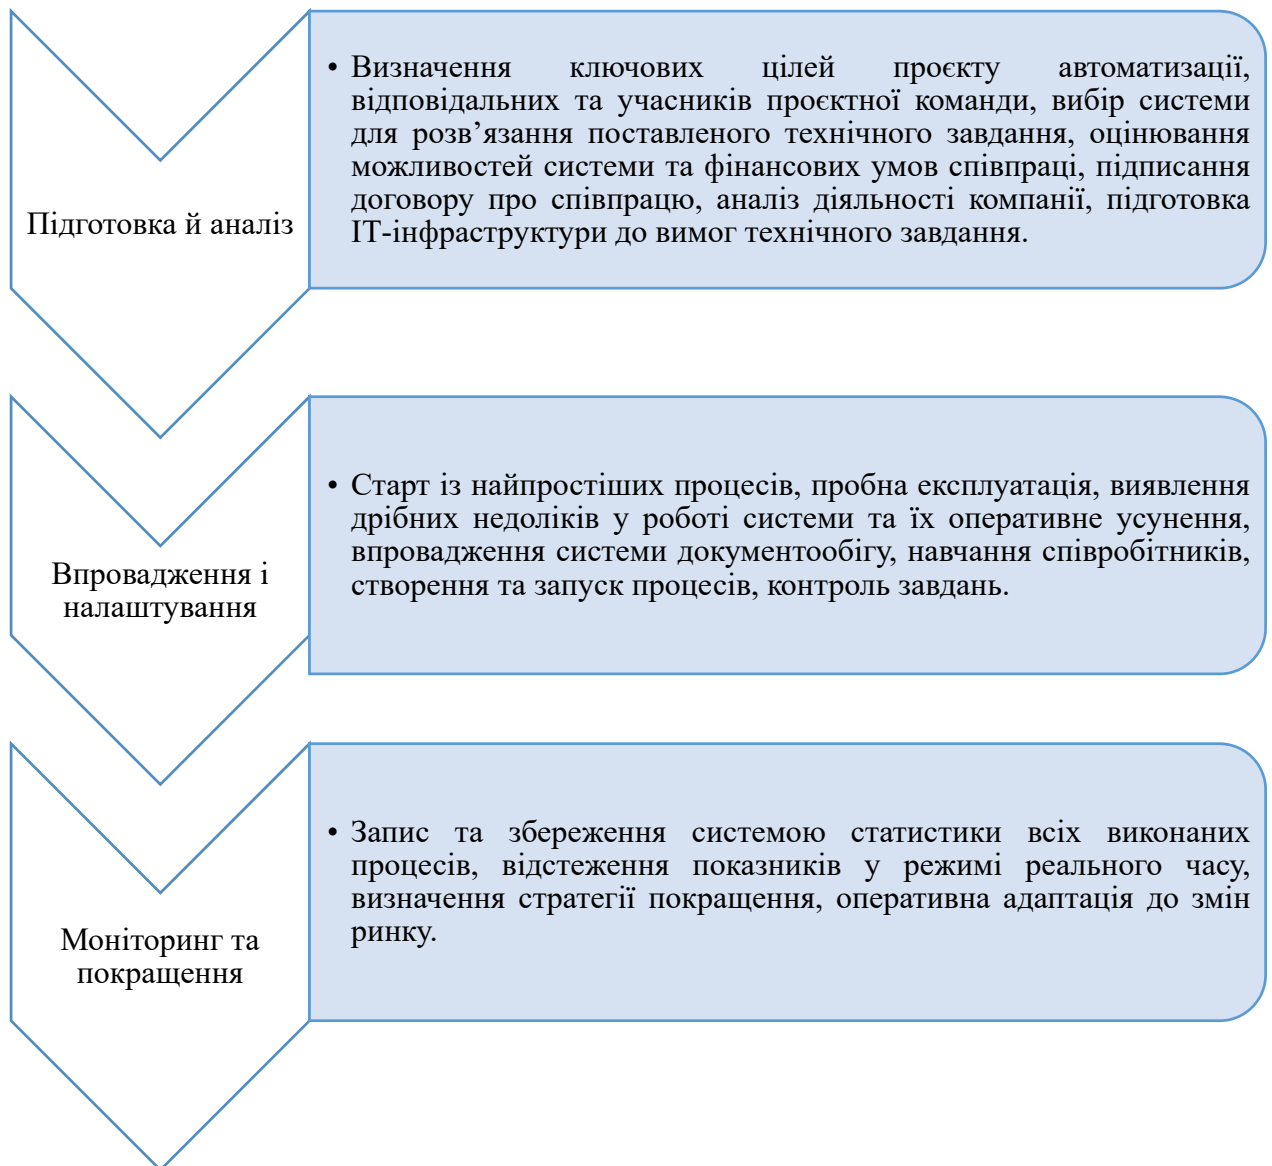 Підготовка й аналіз
• Визначення ключових цілей проєкту автоматизації,
відповідальних та учасників проєктної команди, вибір системи
для розв’язання поставленого технічного завдання, оцінювання
можливостей системи та фінансових умов співпраці, підписання
договору про співпрацю, аналіз діяльності компанії, підготовка
ІТ-інфраструктури до вимог технічного завдання.
Впровадження і
налаштування
• Старт із найпростіших процесів, пробна експлуатація, виявлення
дрібних недоліків у роботі системи та їх оперативне усунення,
впровадження системи документообігу, навчання співробітників,
створення та запуск процесів, контроль завдань.
Моніторинг та
покращення
• Запис та збереження системою статистики всіх виконаних
процесів, відстеження показників у режимі реального часу,
визначення стратегії покращення, оперативна адаптація до змін
ринку.